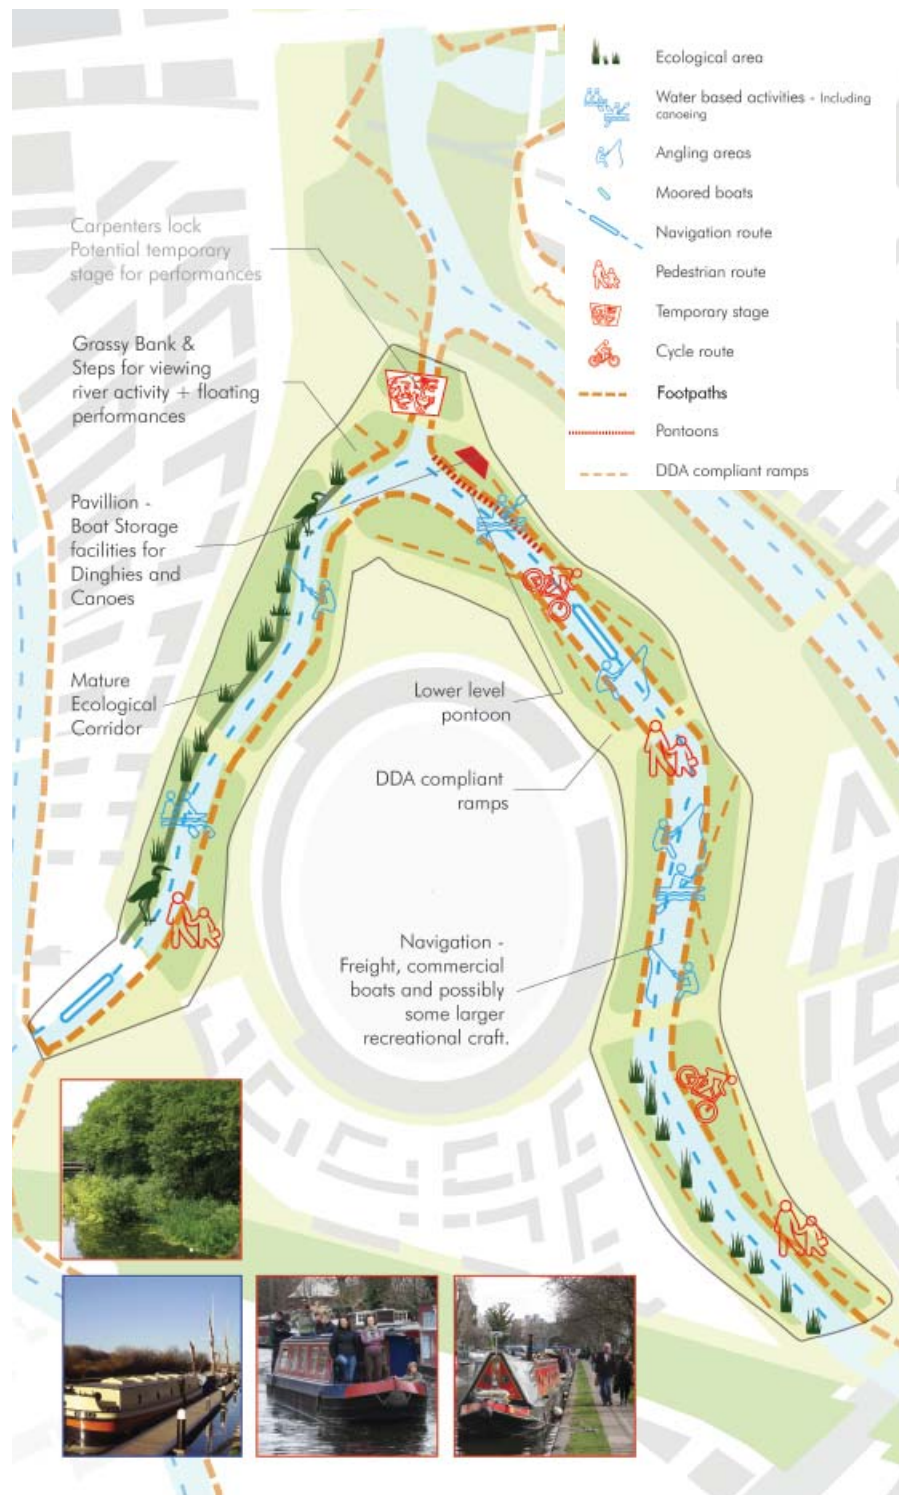 Ecological area
Water based activities - Including
canoeing
Angling areas
Moored boats
Navigation route
Pedestrian route
Temporary stage
Cycle route
Footpaths
Pontoons
DDA compliant ramps
Carpenters lock
Potential temporary
stage for performances
Grassy Bank &
Steps for viewing
river activity + floating
performances
Pavillion -
Boat Storage
facilities for
Dinghies and
Canoes
Mature
Ecological
Corridor
Lower level
pontoon
DDA compliant
ramps
Navigation -
Freight, commercial
boats and possibly
some larger
recreational craft.